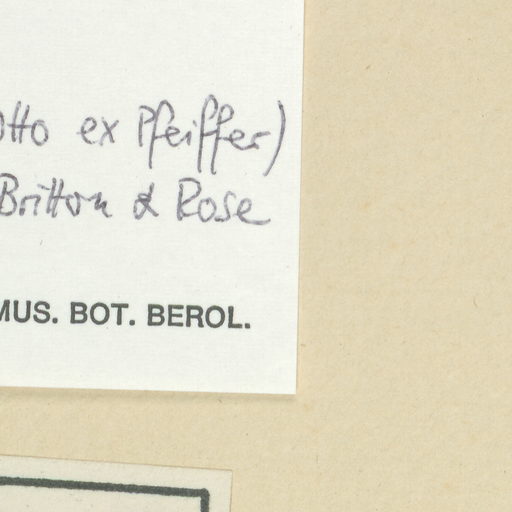 Otto ex Pfeiffer)
Britton & Rose
MUS. BOT. BEROL.